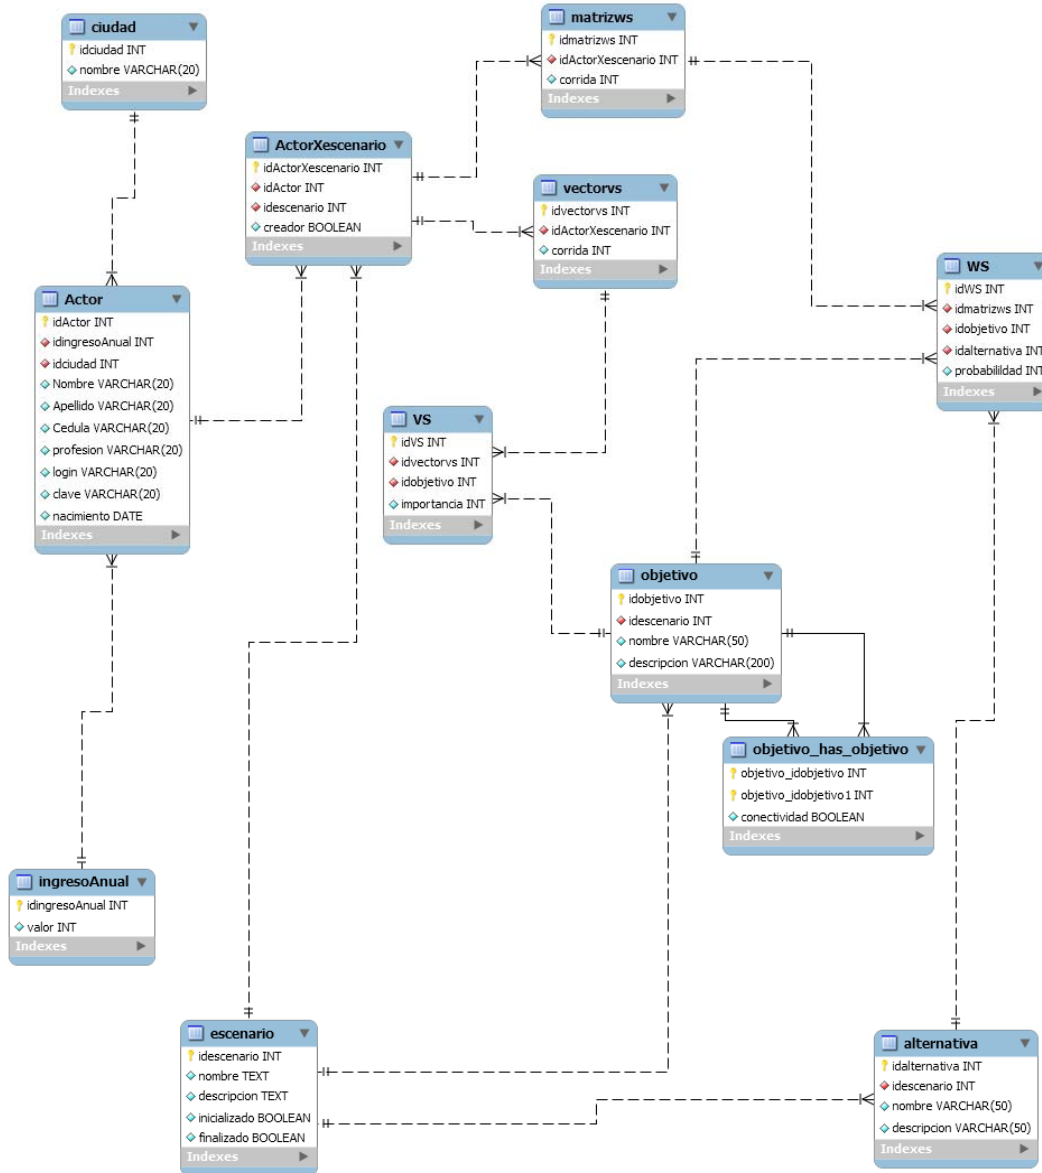 ciudad
idciudad INT
nombre VARCHAR(20)
Indexes
matrizws
idmatrizws INT
idActorXescenario INT
corrida INT
Indexes
ActorXescenario
idActorXescenario INT
idActor INT
idescenario INT
creador BOOLEAN
Indexes
vectorvs
idvectorvs INT
idActorXescenario INT
corrida INT
Indexes
WS
idWS INT
idmatrizws INT
idobjetivo INT
idalternativa INT
probabilildad INT
Indexes
Actor
idActor INT
idingresoAnual INT
idciudad INT
Nombre VARCHAR(20)
Apellido VARCHAR(20)
Cedula VARCHAR(20)
profesion VARCHAR(20)
login VARCHAR(20)
clave VARCHAR(20)
nacimiento DATE
Indexes
VS
idVS INT
idvectorvs INT
idobjetivo INT
importancia INT
Indexes
objetivo
idobjetivo INT
idescenario INT
nombre VARCHAR(50)
descripcion VARCHAR(200)
Indexes
objetivo_has_objetivo
objetivo_idobjetivo INT
objetivo_idobjetivo1 INT
conectividad BOOLEAN
Indexes
ingresoAnual
idingresoAnual INT
valor INT
Indexes
escenario
idescenario INT
nombre TEXT
descripcion TEXT
inicializado BOOLEAN
finalizado BOOLEAN
Indexes
alternativa
idalternativa INT
idescenario INT
nombre VARCHAR(50)
descripcion VARCHAR(50)
Indexes